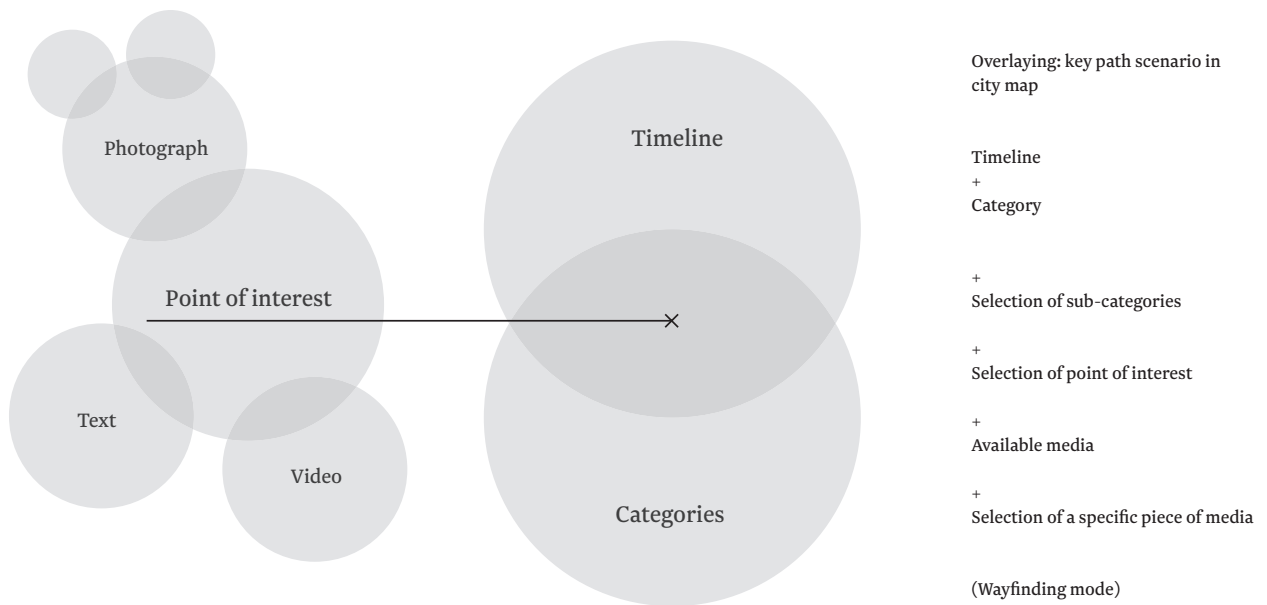 Photograph
Point of interest
Text
Video
Timeline
Categories
Overlaying: key path scenario in
city map
Timeline
+
Category
+
Selection of sub-categories
+
Selection of point of interest
+
Available media
+
Selection of a specific piece of media
(Wayfinding mode)